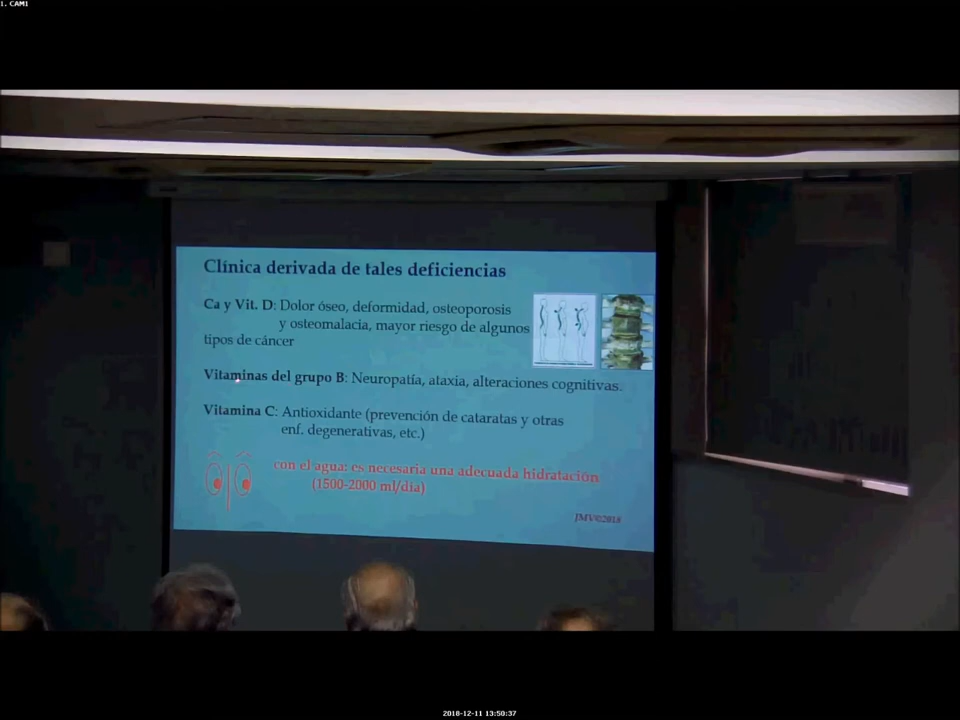 1. CAM1
Clínica derivada de tales deficiencias
Ca y Vit. D: Dolor óseo, deformidad, osteoporosis
y osteomalacia, mayor riesgo de algunos
tipos de cáncer
Vitaminas del grupo B: Neuropatía, ataxia, alteraciones cognitivas.
Vitamina C: Antioxidante (prevención de cataratas y otras
enf. degenerativas, etc.)
con el agua: es necesaria una adecuada hidratación
(1500-2000 ml/día)
JMV©2018
2018-12-11 13:50:37